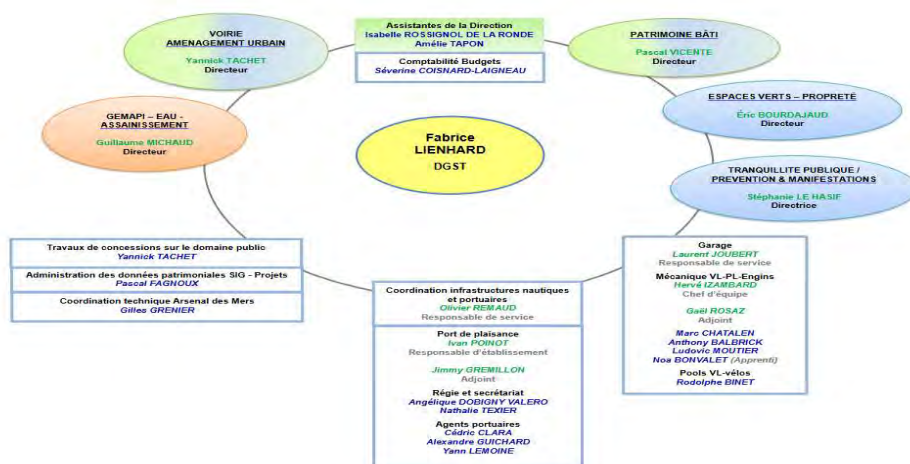 VOIRIE
AMENAGEMENT URBAIN
Yannick TACHET
Directeur
Assistantes de la Direction
Isabelle ROSSIGNOL DE LA RONDE
Amélie TAPON
Comptabilité Budgets
Séverine COISNARD-LAIGNEAU
PATRIMOINE BÂTI
Pascal VICENTE
Directeur
GEMAPI – EAU -
ASSAINISSEMENT
Guillaume MICHAUD
Directeur
Fabrice
LIENHARD
DGST
ESPACES VERTS – PROPRETÉ
Éric BOURDAJAUD
Directeur
TRANQUILLITE PUBLIQUE /
PREVENTION & MANIFESTATIONS
Stéphanie LE HASIF
Directrice
Travaux de concessions sur le domaine public
Yannick TACHET
Administration des données patrimoniales SIG - Projets
Pascal FAGNOUX
Coordination technique Arsenal des Mers
Gilles GRENIER
Coordination infrastructures nautiques
et portuaires
Olivier REMAUD
Responsable de service
Port de plaisance
Ivan POINOT
Responsable d'établissement
Jimmy GREMILLON
Adjoint
Régie et secrétariat
Angélique DOBIGNY VALERO
Nathalie TEXIER
Agents portuaires
Cédric CLARA
Alexandre GUICHARD
Yann LEMOINE
Garage
Laurent JOUBERT
Responsable de service
Mécanique VL-PL-Engins
Hervé IZAMBARD
Chef d'équipe
Gaël ROSAZ
Adjoint
Marc CHATALEN
Anthony BALBRICK
Ludovic MOUTIER
Noa BONVALET (Apprenti)
Pools VL-vélos
Rodolphe BINET